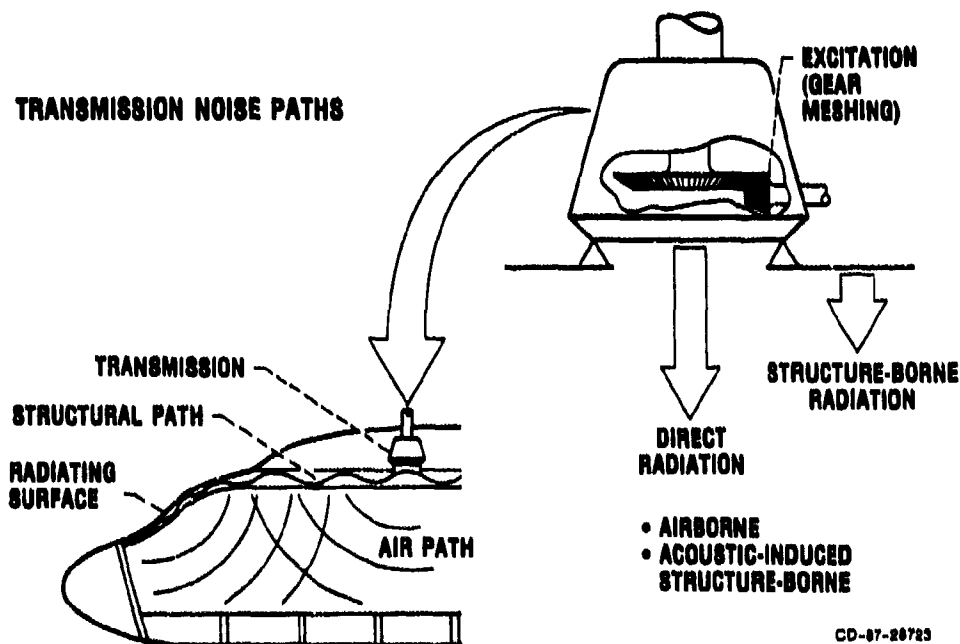 TRANSMISSION NOISE PATHS
EXCITATION
(GEAR
MESHING)
TRANSMISSION
STRUCTURAL PATH
RADIATING
SURFACE
AIR PATH
STRUCTURE-BORNE
RADIATION
DIRECT
RADIATION
• AIRBORNE
• ACOUSTIC-INDUCED
STRUCTURE-BORNE
CD-87-28723